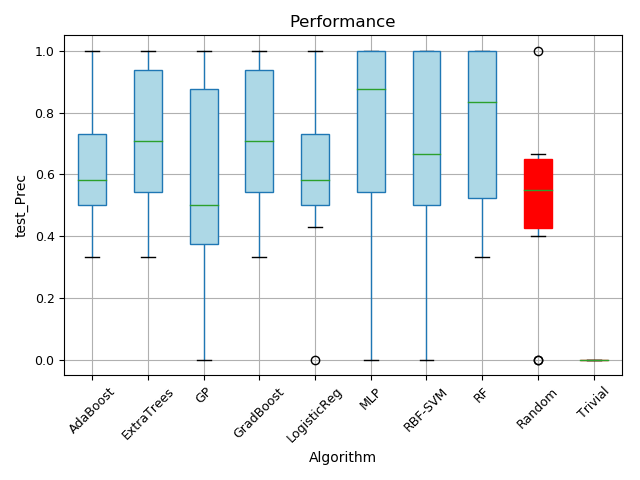 Performance
test_Prec
1.0
0.8
0.6
0.4
0.2
0.0
AdaBoost
ExtraTrees
GP
GradBoost
LogisticReg
MLP
RBF-SVM
RF
Random
Trivial
Algorithm